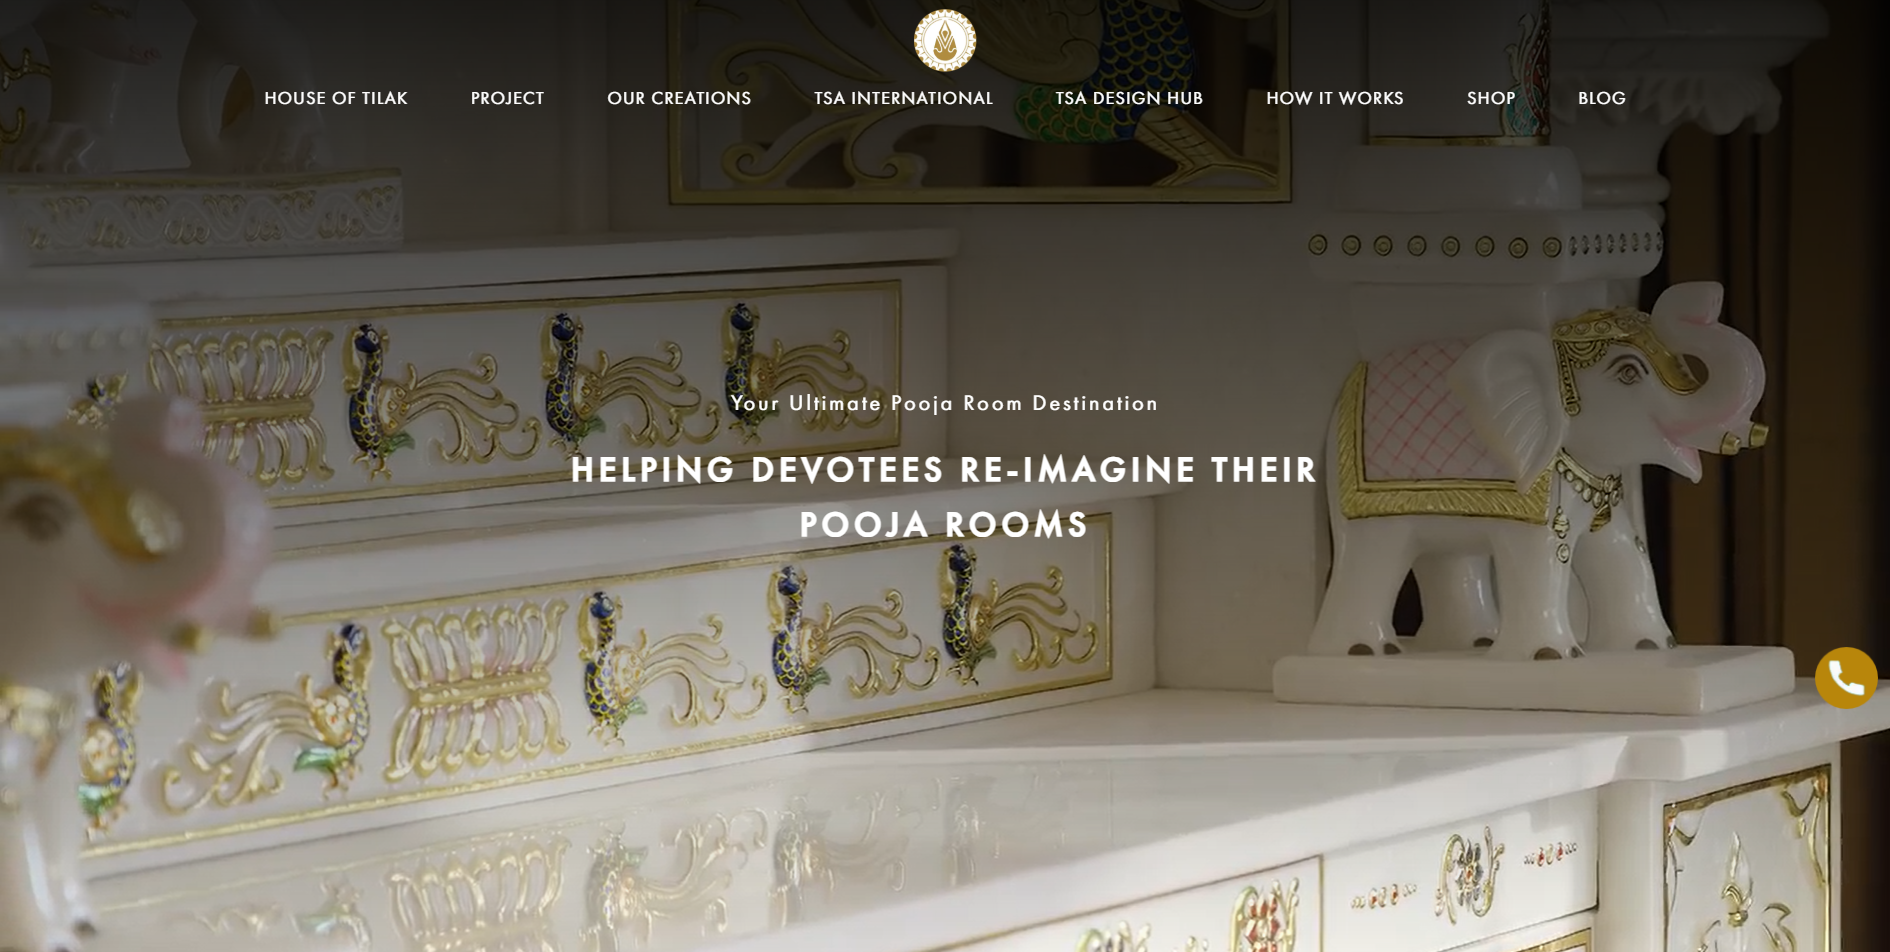 HOUSE OF TILAK
PROJECT
OUR CREATIONS
TSA INTERNATIONAL
TSA DESIGN HUB
HOW IT WORKS
SHOP
BLOG
Your Ultimate Pooja Room Destination
HELPING DEVOTEES RE-IMAGINE THEIR
POOJA ROOMS